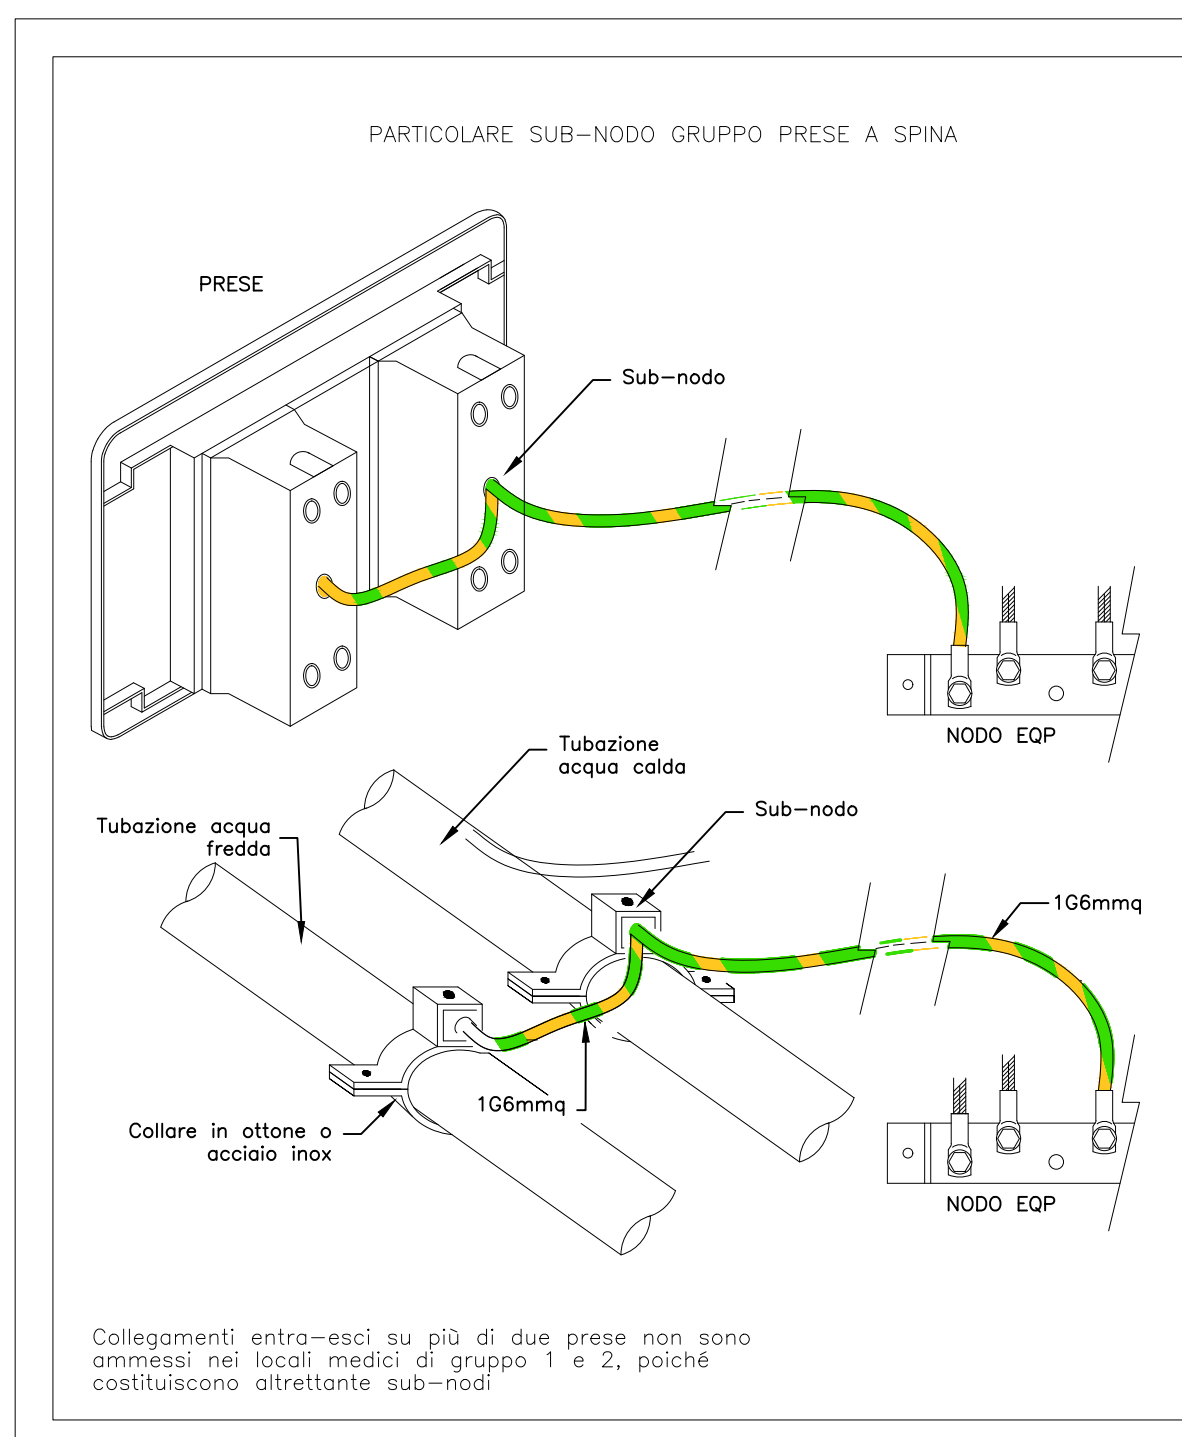 PARTICOLARE SUB-NODO GRUPPO PRESE A SPINA
PRESE
Sub-nodo
NODO EQP
Tubazione
acqua calda
Sub-nodo
Tubazione acqua
fredda
1G6mmq
1G6mmq
Collare in ottone o
acciaio inox
NODO EQP
Collegamenti entra-esci su più di due prese non sono
ammessi nei locali medici di gruppo 1 e 2, poiché
costituiscono altrettante sub-nodi